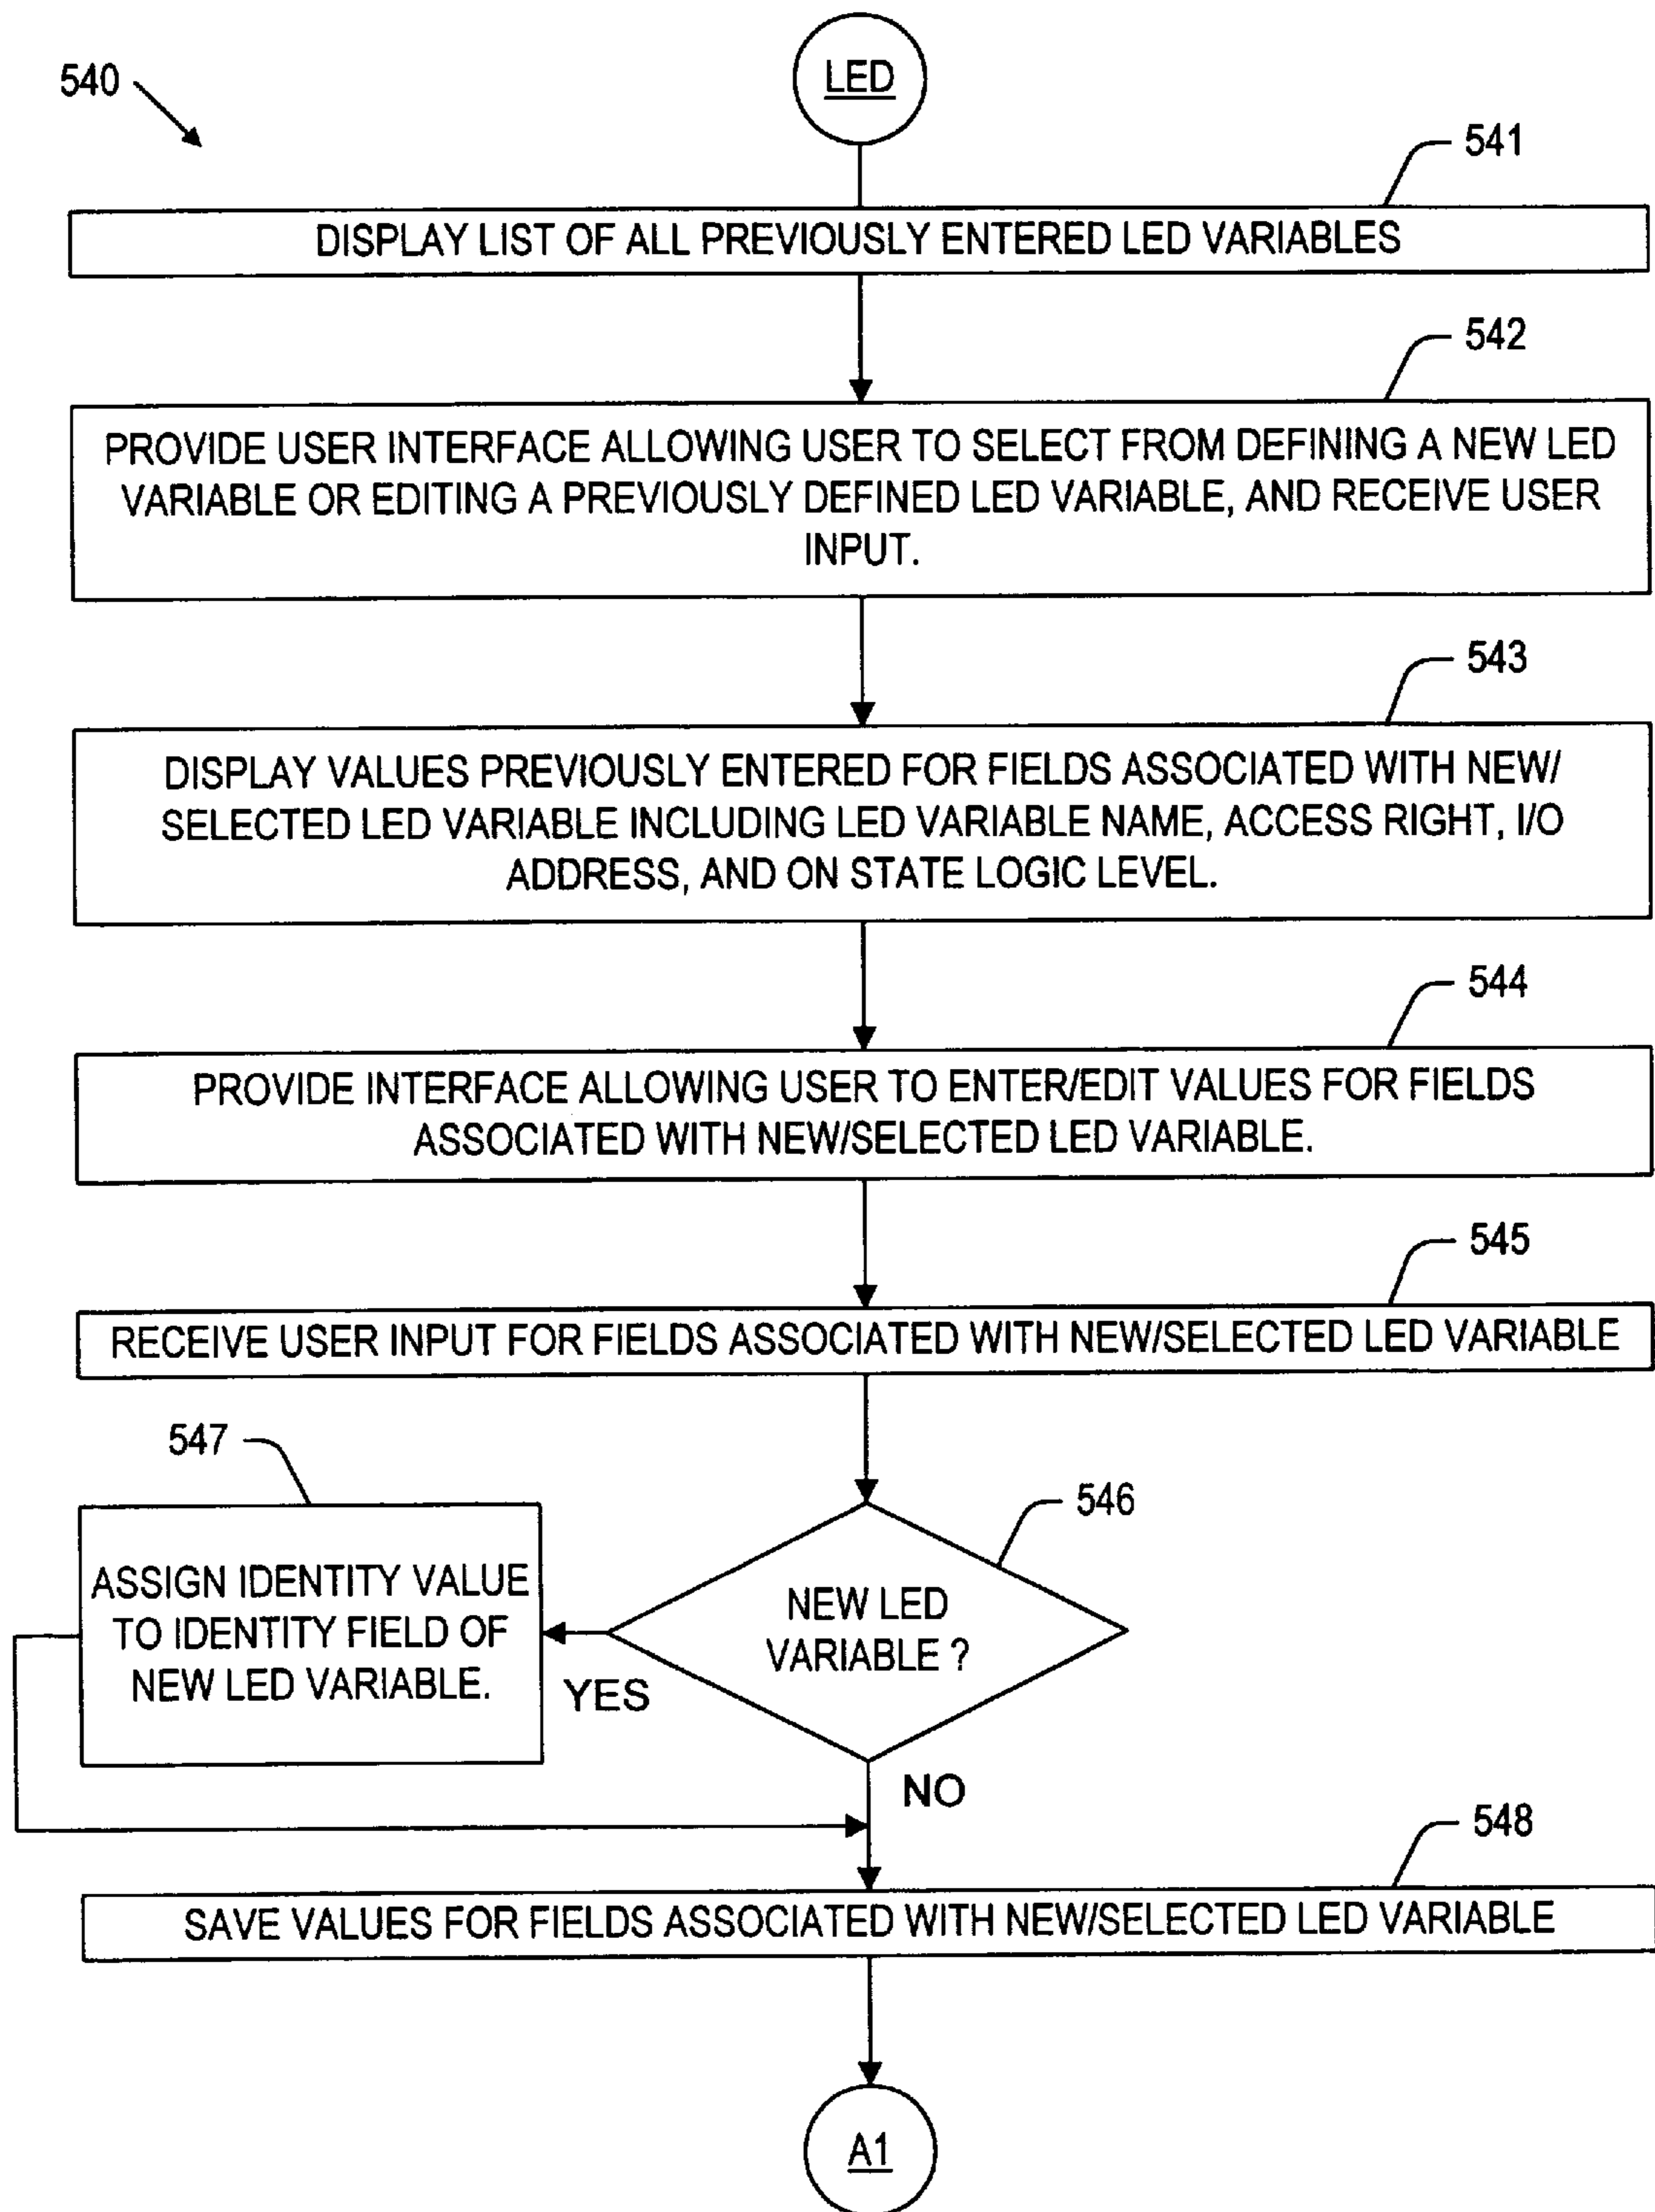 540
LED
541
DISPLAY LIST OF ALL PREVIOUSLY ENTERED LED VARIABLES
542
PROVIDE USER INTERFACE ALLOWING USER TO SELECT FROM DEFINING A NEW LED
VARIABLE OR EDITING A PREVIOUSLY DEFINED LED VARIABLE, AND RECEIVE USER
INPUT.
543
DISPLAY VALUES PREVIOUSLY ENTERED FOR FIELDS ASSOCIATED WITH NEW/
SELECTED LED VARIABLE INCLUDING LED VARIABLE NAME, ACCESS RIGHT, I/O
ADDRESS, AND ON STATE LOGIC LEVEL.
544
PROVIDE INTERFACE ALLOWING USER TO ENTER/EDIT VALUES FOR FIELDS
ASSOCIATED WITH NEW/SELECTED LED VARIABLE.
545
RECEIVE USER INPUT FOR FIELDS ASSOCIATED WITH NEW/SELECTED LED VARIABLE
547
546
ASSIGN IDENTITY VALUE
TO IDENTITY FIELD OF
NEW LED VARIABLE.
NEW LED
VARIABLE ?
YES
NO
548
SAVE VALUES FOR FIELDS ASSOCIATED WITH NEW/SELECTED LED VARIABLE
A1